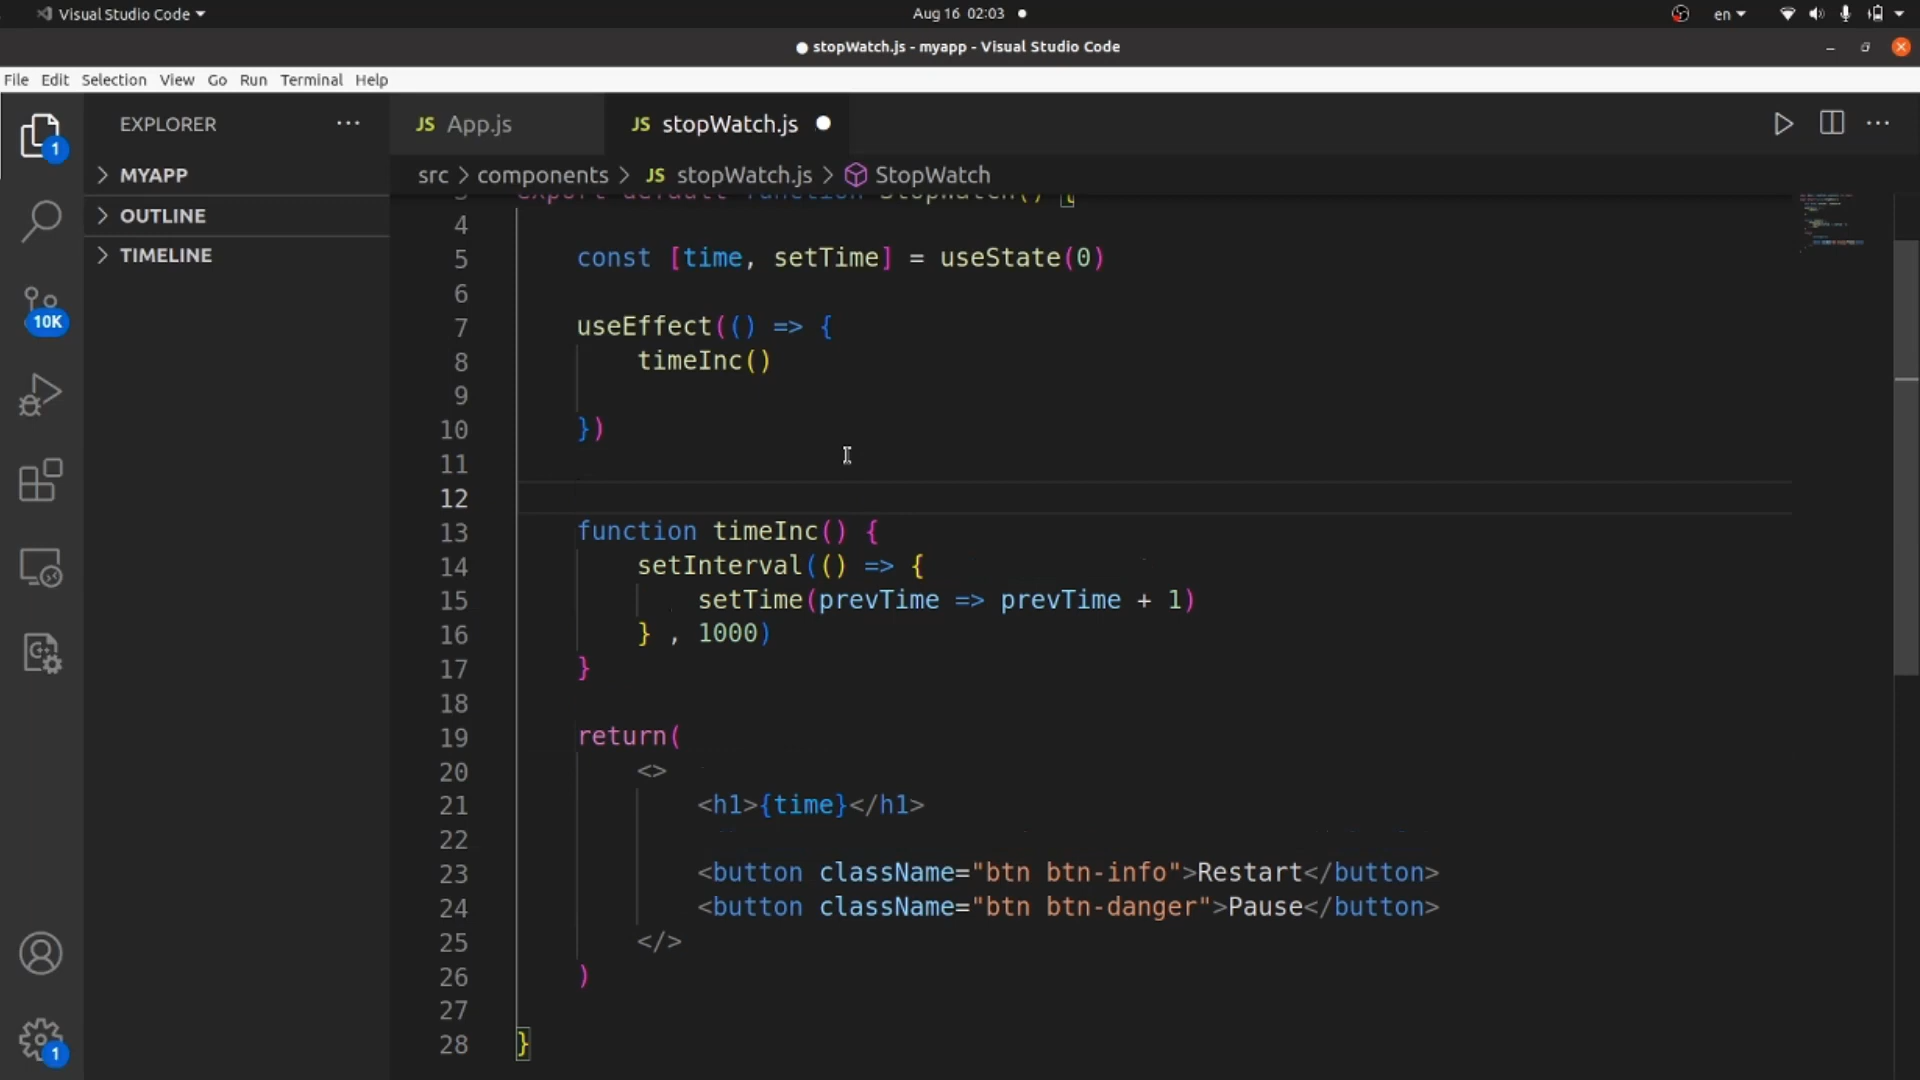 Visual Studio Code
Aug 16 02:03
en
stopWatch.js - myapp - Visual Studio Code
File Edit Selection View Go Run Terminal Help
1
EXPLORER
JS App.js
JS stopWatch.js
MYAPP
src > components > JS stopWatch.js > StopWatch
OUTLINE
TIMELINE
10K
3 export default function StopWatch() {
4
5 const [time, setTime] = useState(0)
6
7 useEffect(() => {
8 timeInc()
9
10 })
11
12
13 function timeInc() {
14 setInterval(() => {
15 setTime(prevTime => prevTime + 1)
16 } , 1000)
17 }
18
19 return(
20 <>
21 <h1>{time}</h1>
22
23 <button className="btn btn-info">Restart</button>
24 <button className="btn btn-danger">Pause</button>
25 </>
26 )
27
28 }
1